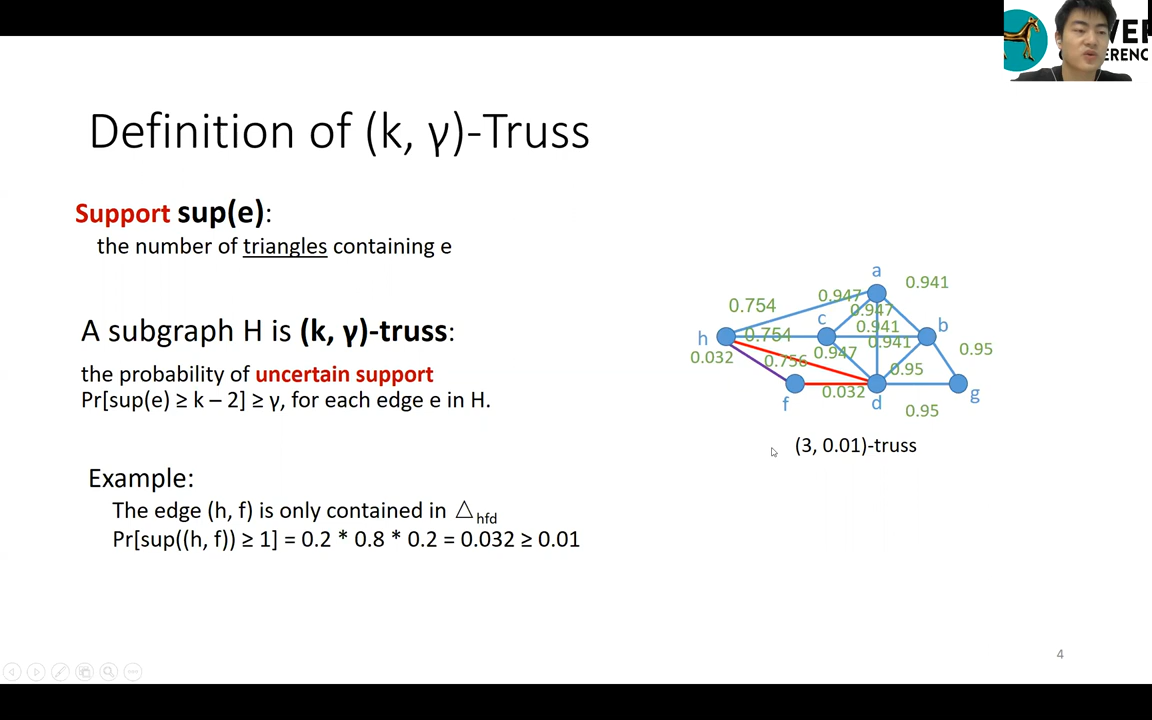 Definition of (k, γ)-Truss
Support sup(e):
the number of triangles containing e
A subgraph H is (k, γ)-truss:
the probability of uncertain support
Pr[sup(e) ≥ k – 2] ≥ γ, for each edge e in H.
Example:
The edge (h, f) is only contained in △hfd
Pr[sup((h, f)) ≥ 1] = 0.2 * 0.8 * 0.2 = 0.032 ≥ 0.01
a
0.941
0.947
0.754
0.947
c
0.941
b
h
0.754
0.941
0.032
0.756
0.947
0.95
0.95
f
0.032
d
g
0.95
(3, 0.01)-truss
4